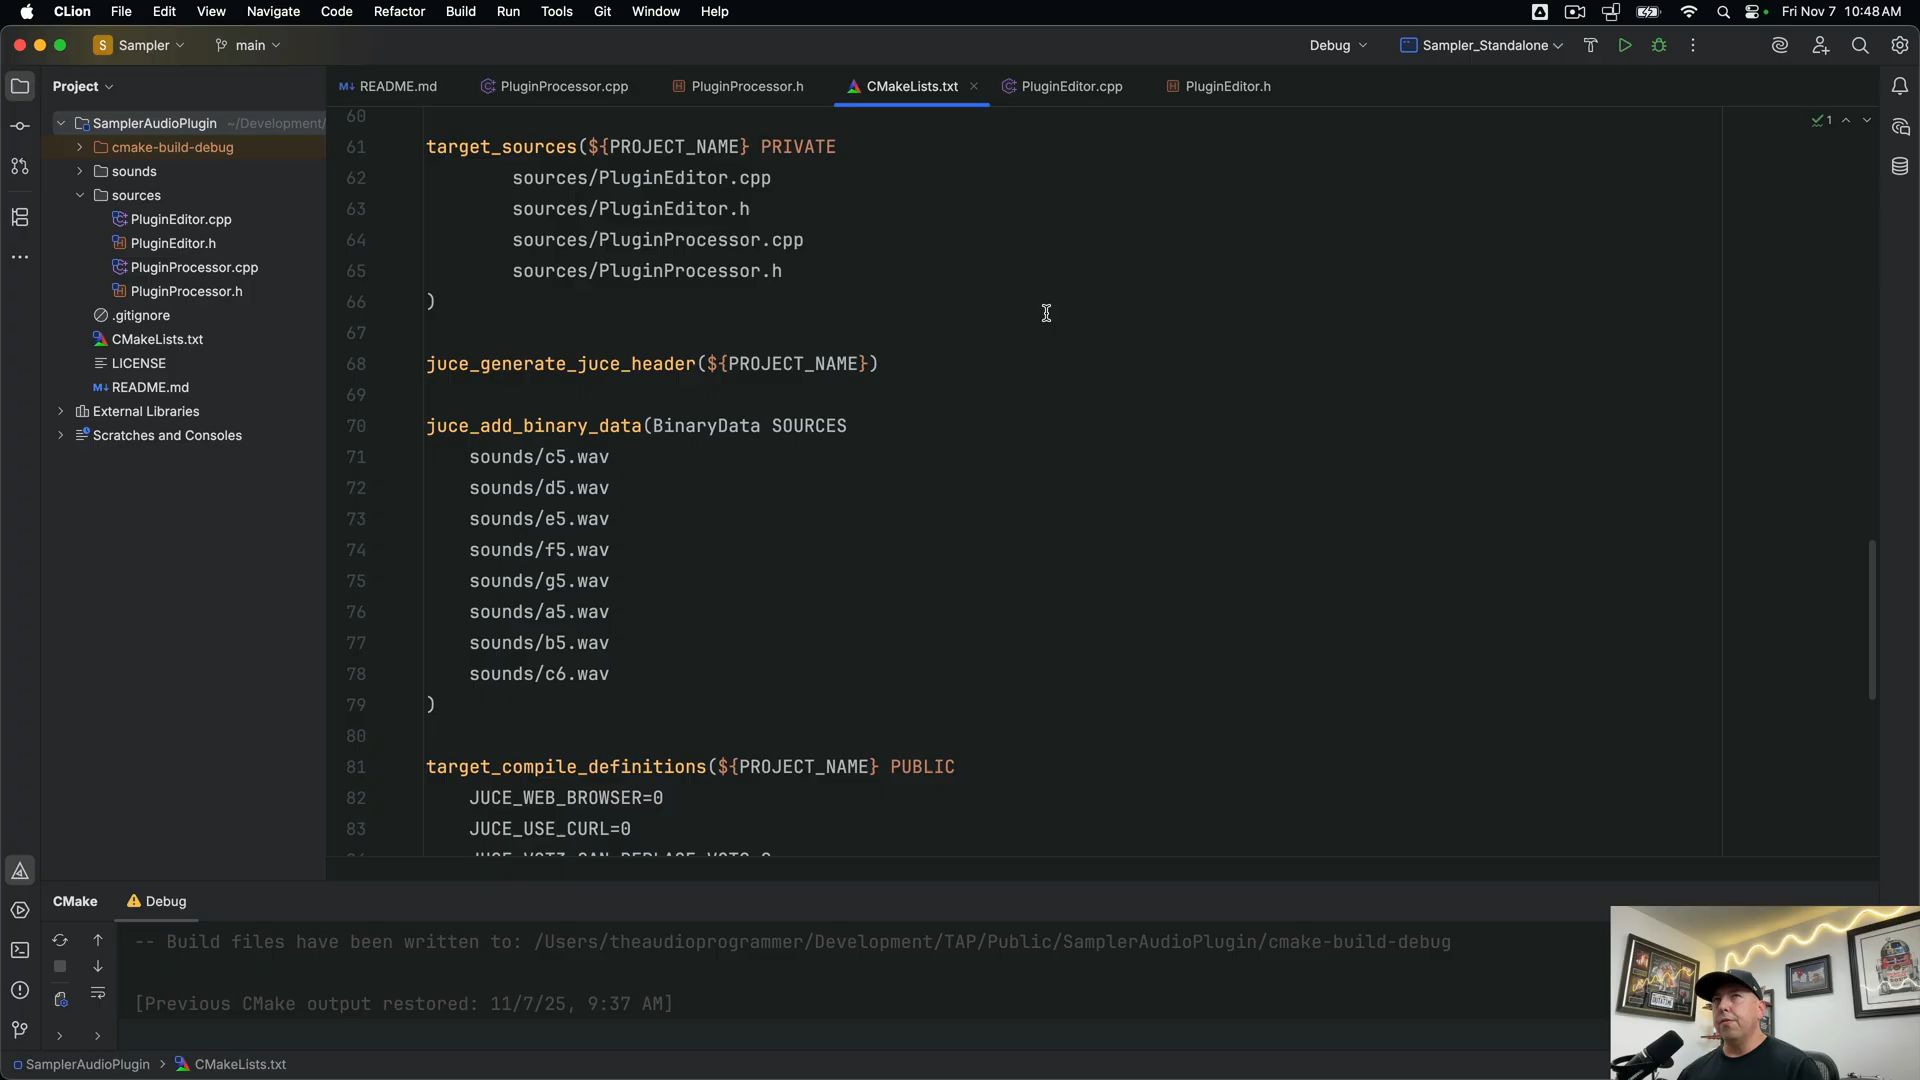 CLion File Edit View Navigate Code Refactor Build Run Tools Git Window Help Fri Nov 7 10:48 AM
S Sampler main Debug Sampler_Standalone
Project README.md PluginProcessor.cpp PluginProcessor.h CMakeLists.txt PluginEditor.cpp PluginEditor.h
SamplerAudioPlugin ~/Development/
cmake-build-debug
sounds
sources
PluginEditor.cpp
PluginEditor.h
PluginProcessor.cpp
PluginProcessor.h
.gitignore
CMakeLists.txt
LICENSE
README.md
External Libraries
Scratches and Consoles
1
60
61 target_sources(${PROJECT_NAME} PRIVATE
62 sources/PluginEditor.cpp
63 sources/PluginEditor.h
64 sources/PluginProcessor.cpp
65 sources/PluginProcessor.h
66 )
67
68 juce_generate_juce_header(${PROJECT_NAME})
69
70 juce_add_binary_data(BinaryData SOURCES
71 sounds/c5.wav
72 sounds/d5.wav
73 sounds/e5.wav
74 sounds/f5.wav
75 sounds/g5.wav
76 sounds/a5.wav
77 sounds/b5.wav
78 sounds/c6.wav
79 )
80
81 target_compile_definitions(${PROJECT_NAME} PUBLIC
82 JUCE_WEB_BROWSER=0
83 JUCE_USE_CURL=0
CMake Debug
-- Build files have been written to: /Users/theaudioprogrammer/Development/TAP/Public/SamplerAudioPlugin/cmake-build-debug
[Previous CMake output restored: 11/7/25, 9:37 AM]
SamplerAudioPlugin > CMakeLists.txt